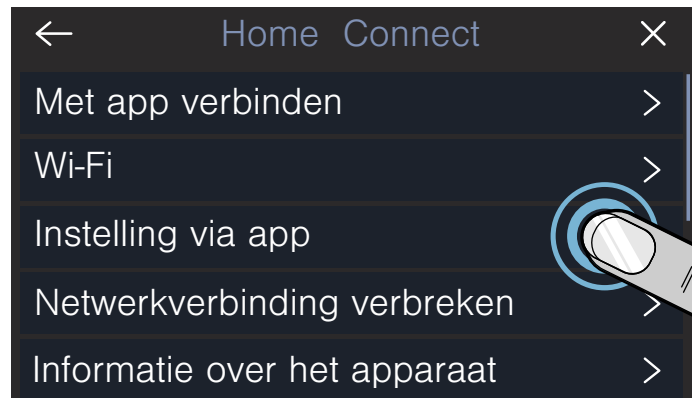 Home Connect
Met app verbinden
Wi-Fi
Instelling via app
Netwerkverbinding verbreken
Informatie over het apparaat